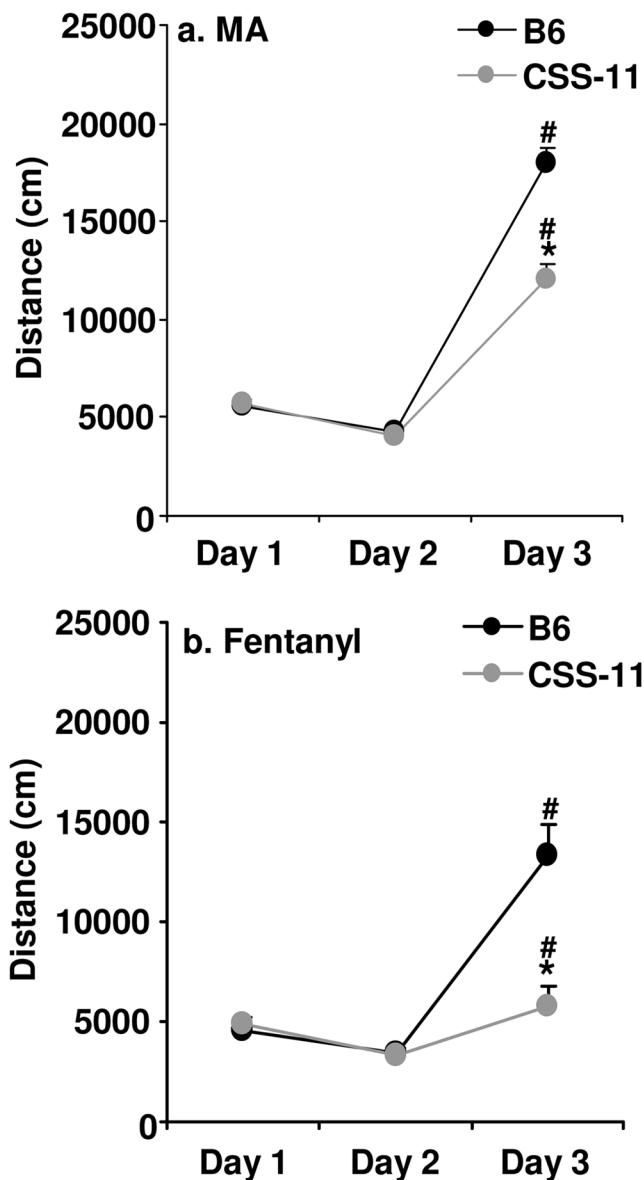 25000
a. MA
B6
CSS-11
20000
#
15000
#
*
10000
5000
0
Distance (cm)
Day 1 Day 2 Day 3
25000
b. Fentanyl
B6
CSS-11
20000
15000
#
10000
#
*
5000
0
Distance (cm)
Day 1 Day 2 Day 3